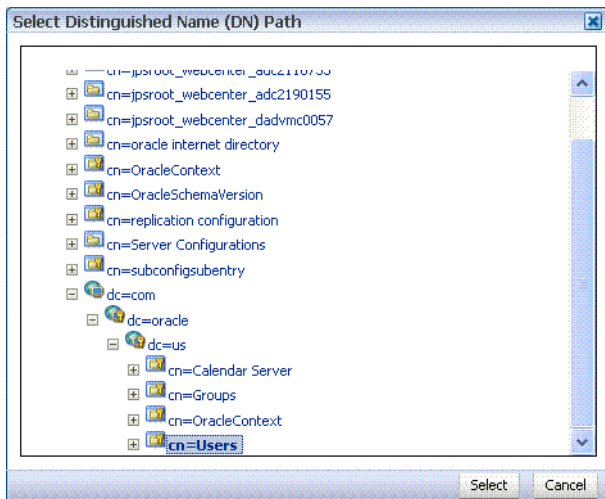 Select Distinguished Name (DN) Path
cn=jpsroot_webcenter_adc2190155
cn=jpsroot_webcenter_dadvmc0057
cn=oracle internet directory
cn=OracleContext
cn=OracleSchemaVersion
cn=replication configuration
cn=Server Configurations
cn=subconfigsubentry
dc=com
dc=oracle
dc=us
cn=Calendar Server
cn=Groups
cn=OracleContext
cn=Users
Select Cancel